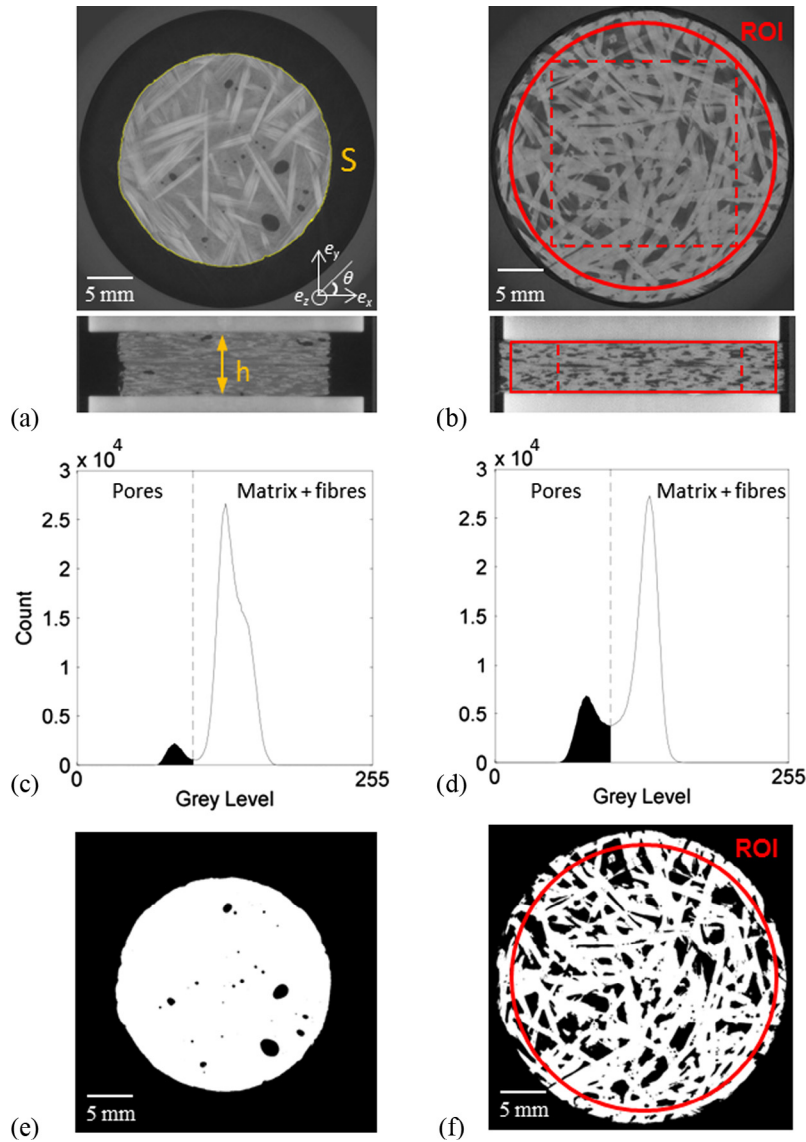 ROI
S
e_y
θ
e_z
e_x
5 mm
5 mm
h
(a)
(b)
3 x 10^4
Pores
Matrix + fibres
2.5
2
1.5
1
0.5
0
Count
0
255
Grey Level
(c)
3 x 10^4
Pores
Matrix + fibres
2.5
2
1.5
1
0.5
0
0
255
Grey Level
(d)
ROI
5 mm
5 mm
(e)
(f)